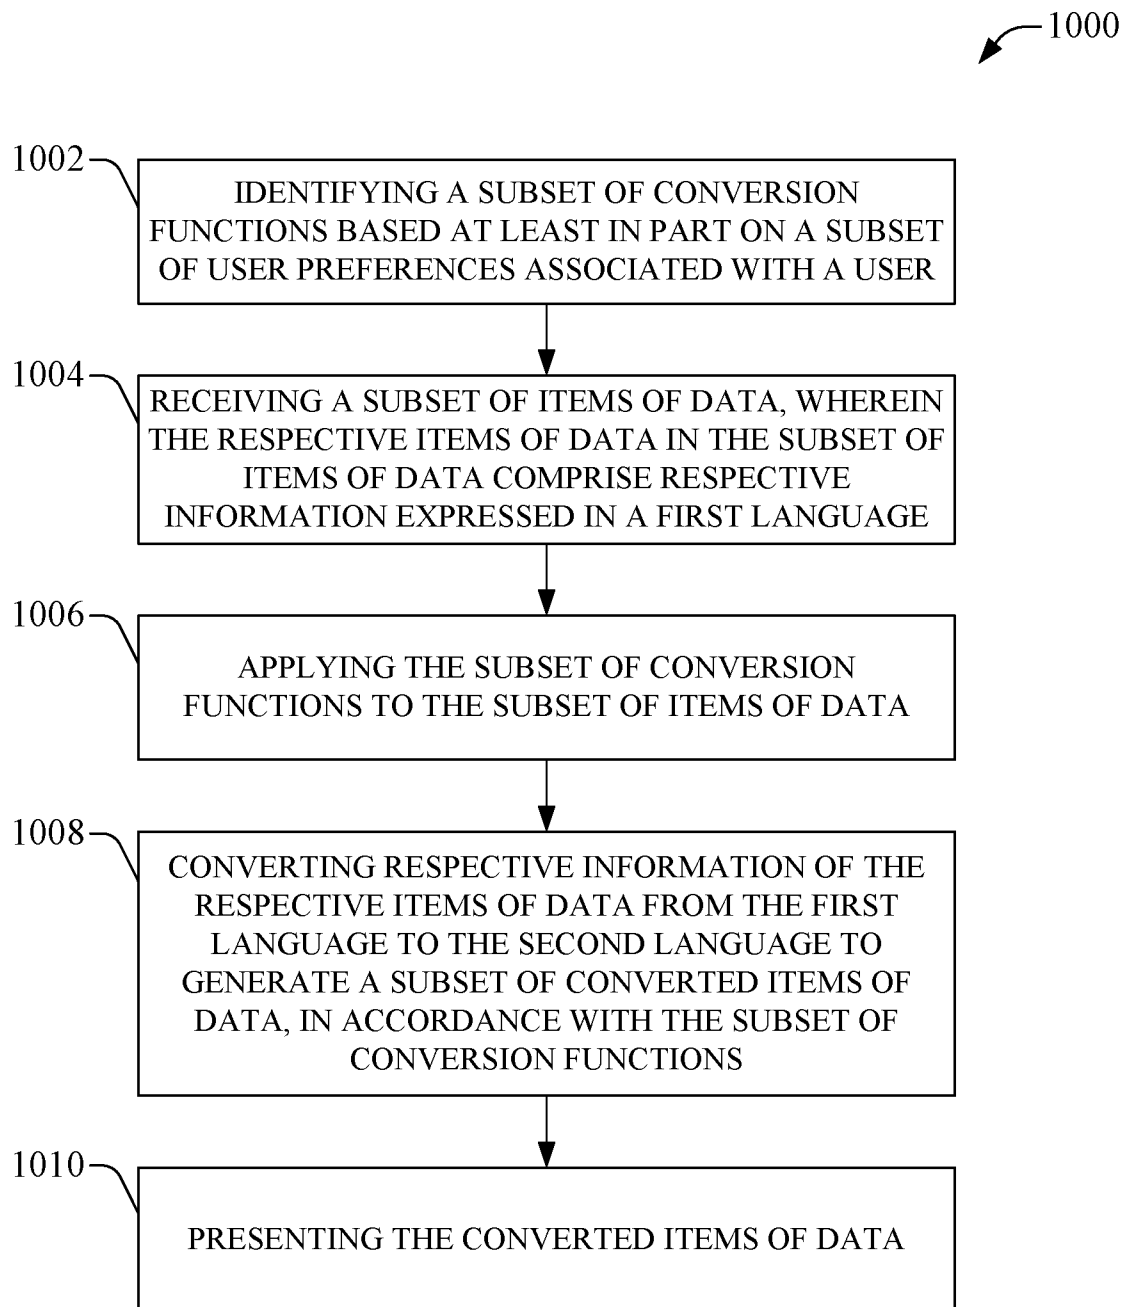 1000
1002
IDENTIFYING A SUBSET OF CONVERSION
FUNCTIONS BASED AT LEAST IN PART ON A SUBSET
OF USER PREFERENCES ASSOCIATED WITH A USER
1004
RECEIVING A SUBSET OF ITEMS OF DATA, WHEREIN
THE RESPECTIVE ITEMS OF DATA IN THE SUBSET OF
ITEMS OF DATA COMPRISE RESPECTIVE
INFORMATION EXPRESSED IN A FIRST LANGUAGE
1006
APPLYING THE SUBSET OF CONVERSION
FUNCTIONS TO THE SUBSET OF ITEMS OF DATA
1008
CONVERTING RESPECTIVE INFORMATION OF THE
RESPECTIVE ITEMS OF DATA FROM THE FIRST
LANGUAGE TO THE SECOND LANGUAGE TO
GENERATE A SUBSET OF CONVERTED ITEMS OF
DATA, IN ACCORDANCE WITH THE SUBSET OF
CONVERSION FUNCTIONS
1010
PRESENTING THE CONVERTED ITEMS OF DATA